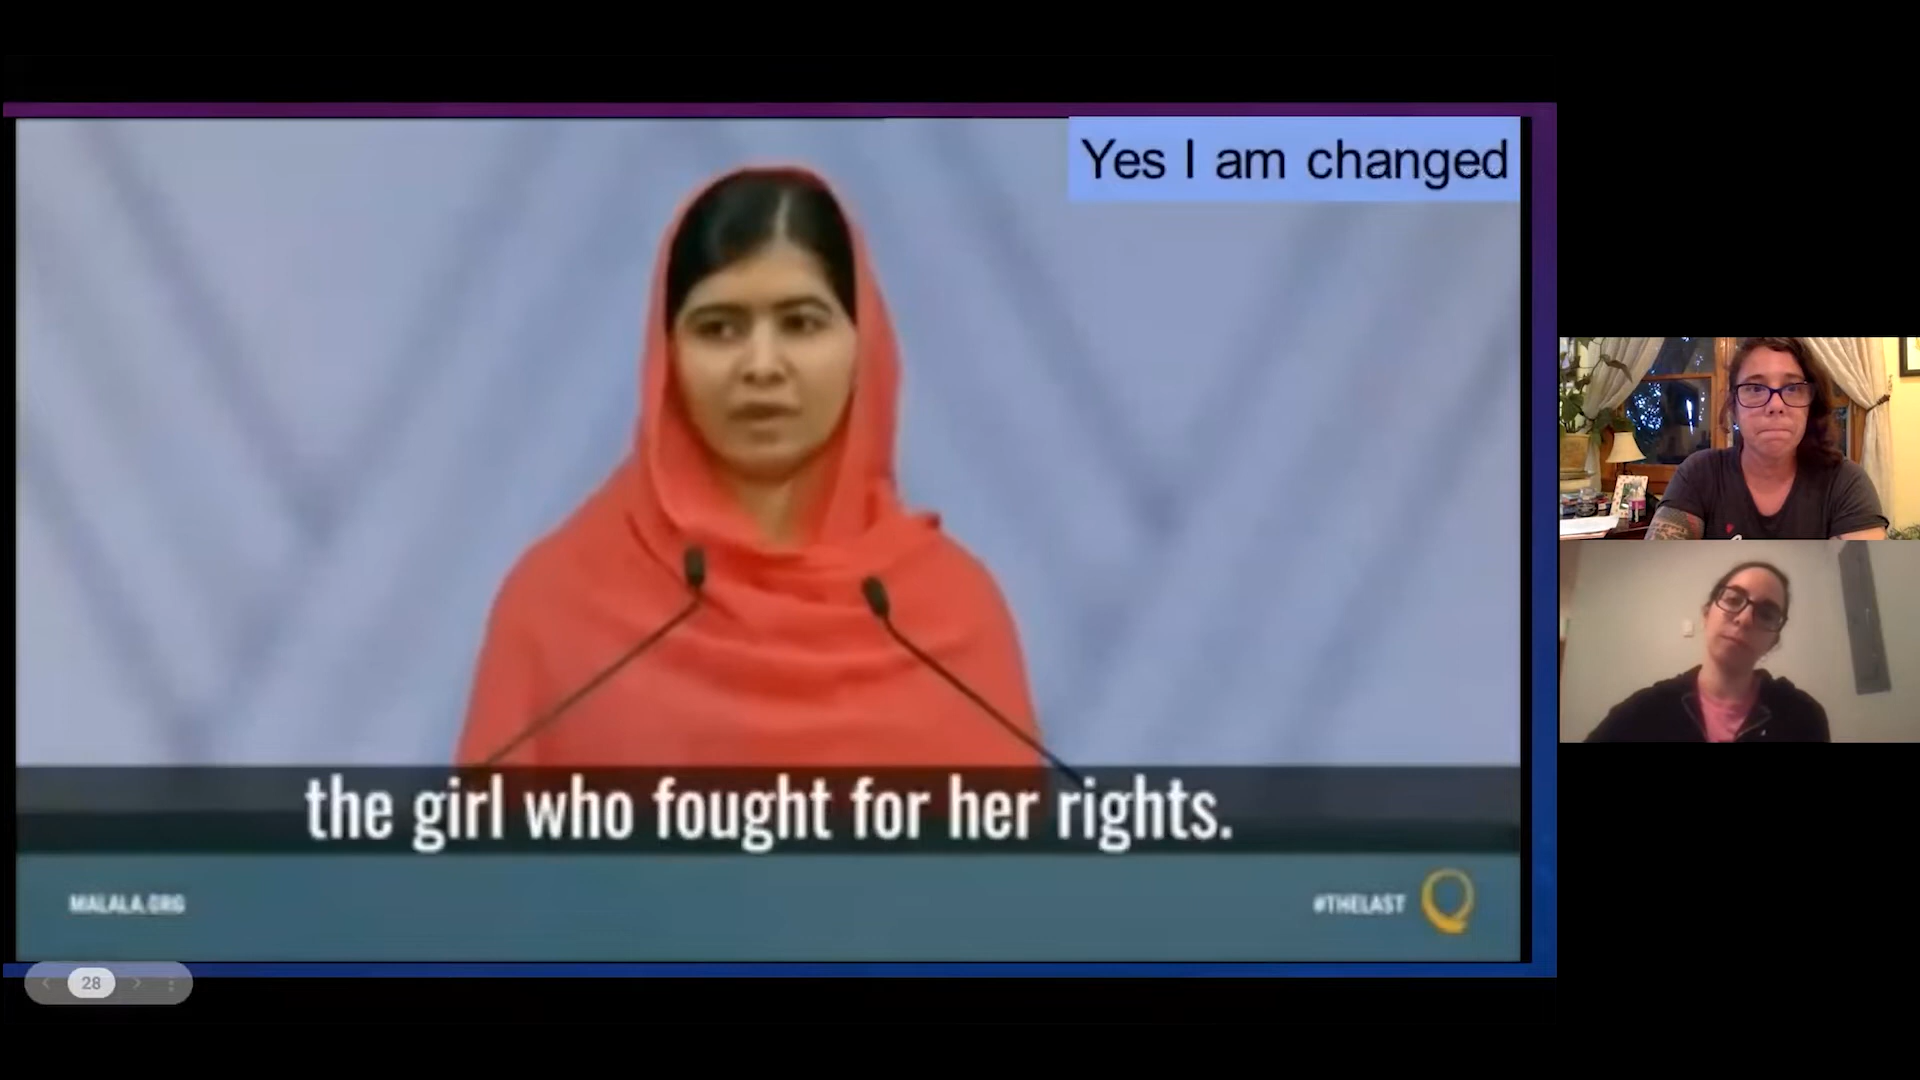 Yes I am changed
the girl who fought for her rights.
MALALA.ORG
#THELAST
28